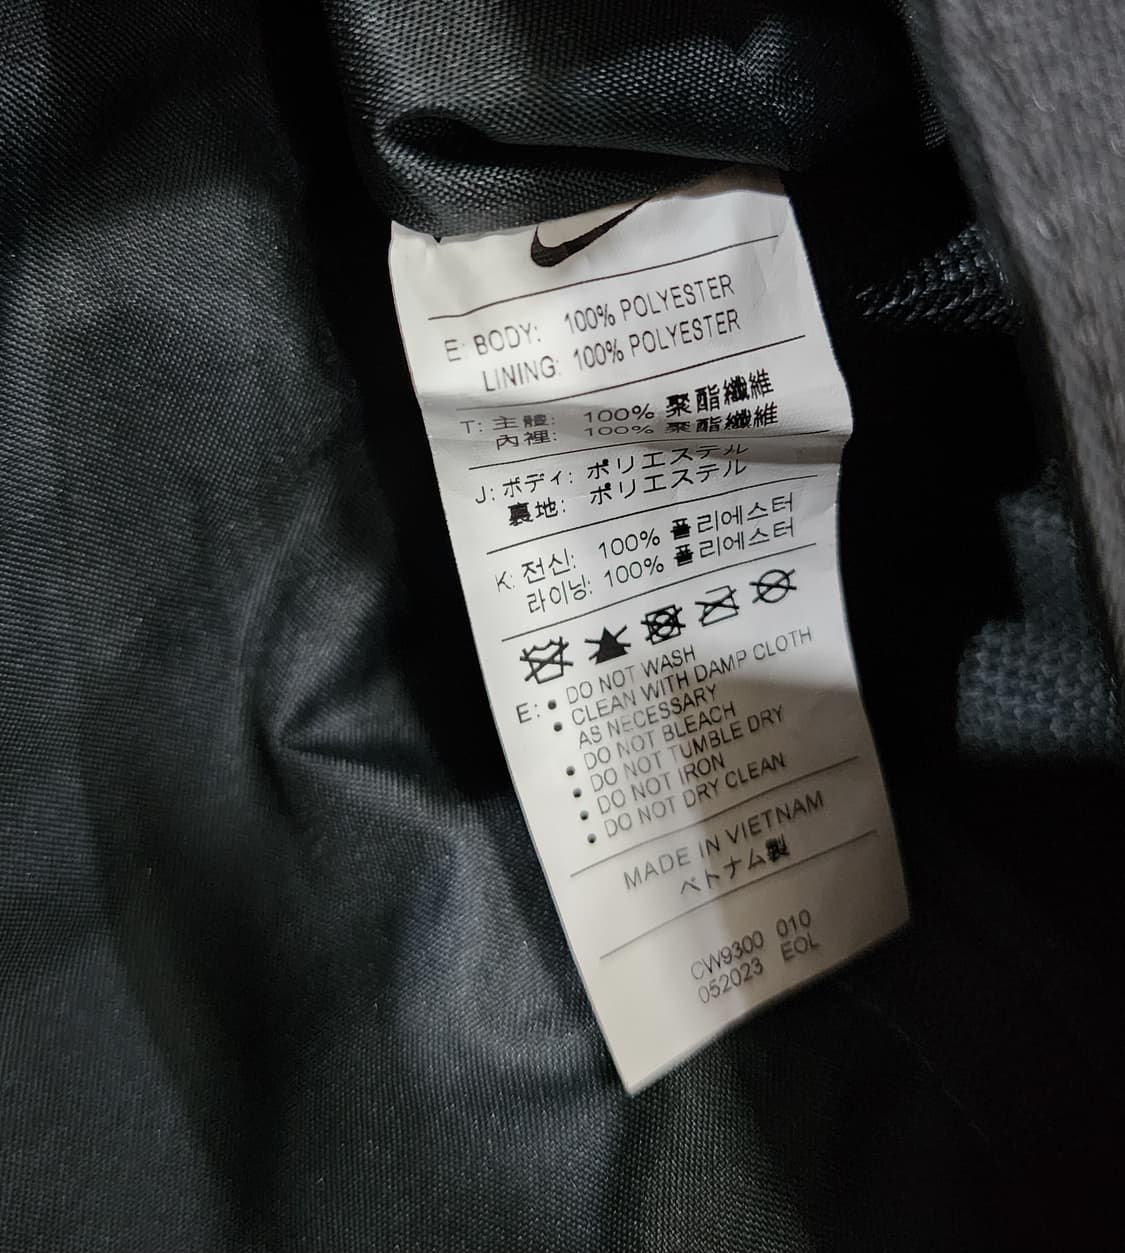 E: BODY: 100% POLYESTER
LINING: 100% POLYESTER
T: 主體: 100% 聚酯纖維
內裡: 100% 聚酯纖維
J: ボディ: ポリエステル
裏地: ポリエステル
K: 전신: 100% 폴리에스터
라이닝: 100% 폴리에스터
E: • DO NOT WASH
• CLEAN WITH DAMP CLOTH
AS NECESSARY
• DO NOT BLEACH
• DO NOT TUMBLE DRY
• DO NOT IRON
• DO NOT DRY CLEAN
MADE IN VIETNAM
ベトナム製
CW9300 010
052023 EOL